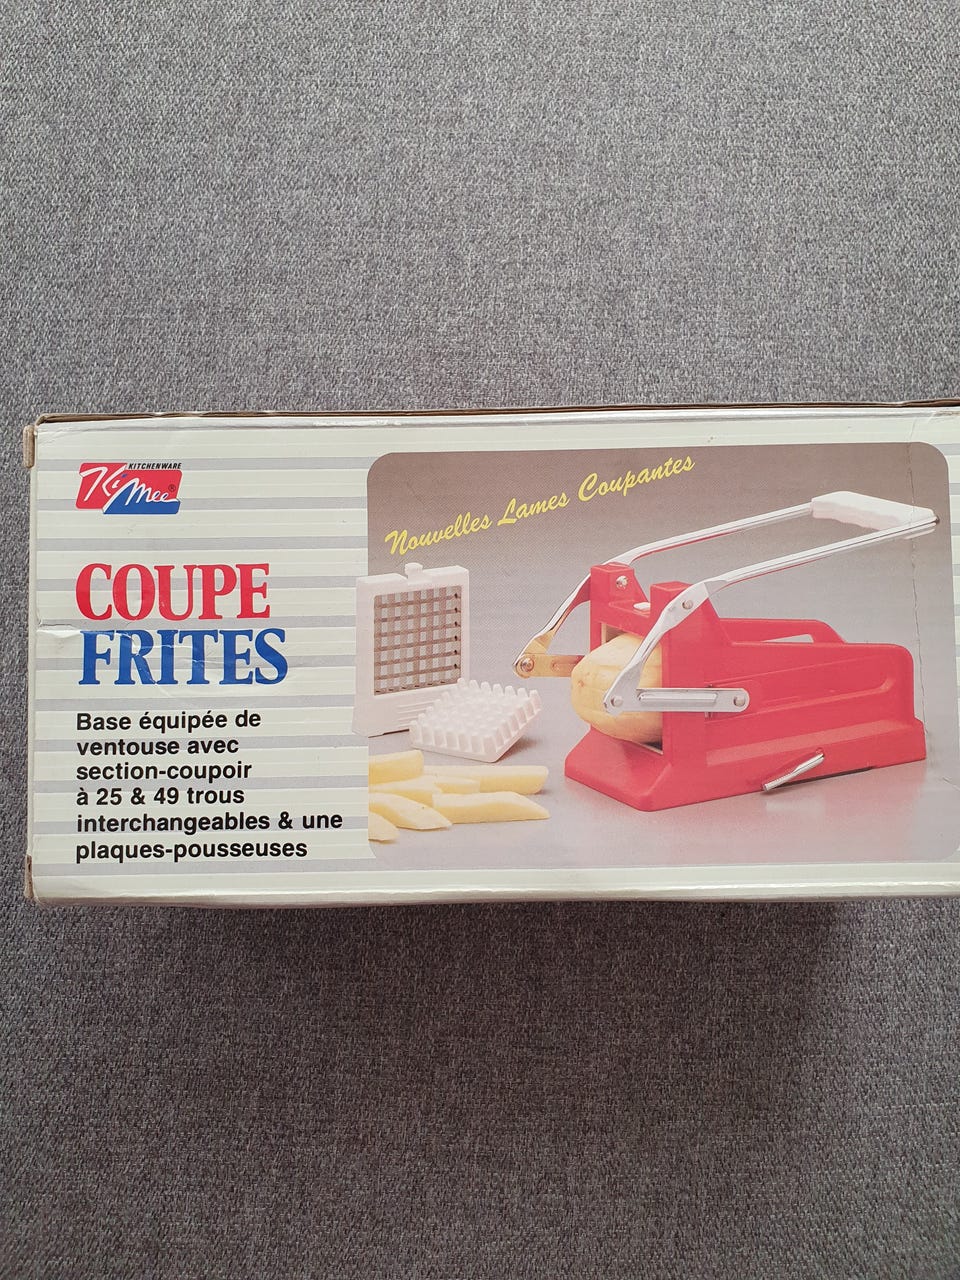 KITCHENWARE
Ki Mee®
COUPE
FRITES
Base équipée de
ventouse avec
section-coupoir
à 25 & 49 trous
interchangeables & une
plaques-pousseuses
Nouvelles Lames Coupantes